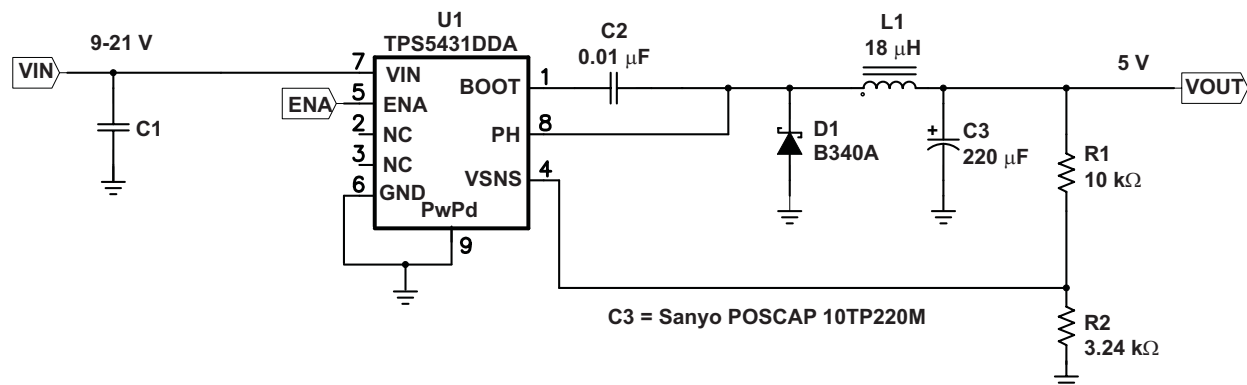 U1
TPS5431DDA
L1
18 μH
C2
0.01 μF
9-21 V
5 V
VIN
7
VIN
BOOT
1
VOUT
ENA
5
ENA
2
NC
PH
8
C1
3
NC
D1
B340A
C3
220 μF
+
R1
10 kΩ
VSNS
4
6
GND
PwPd
9
C3 = Sanyo POSCAP 10TP220M
R2
3.24 kΩ